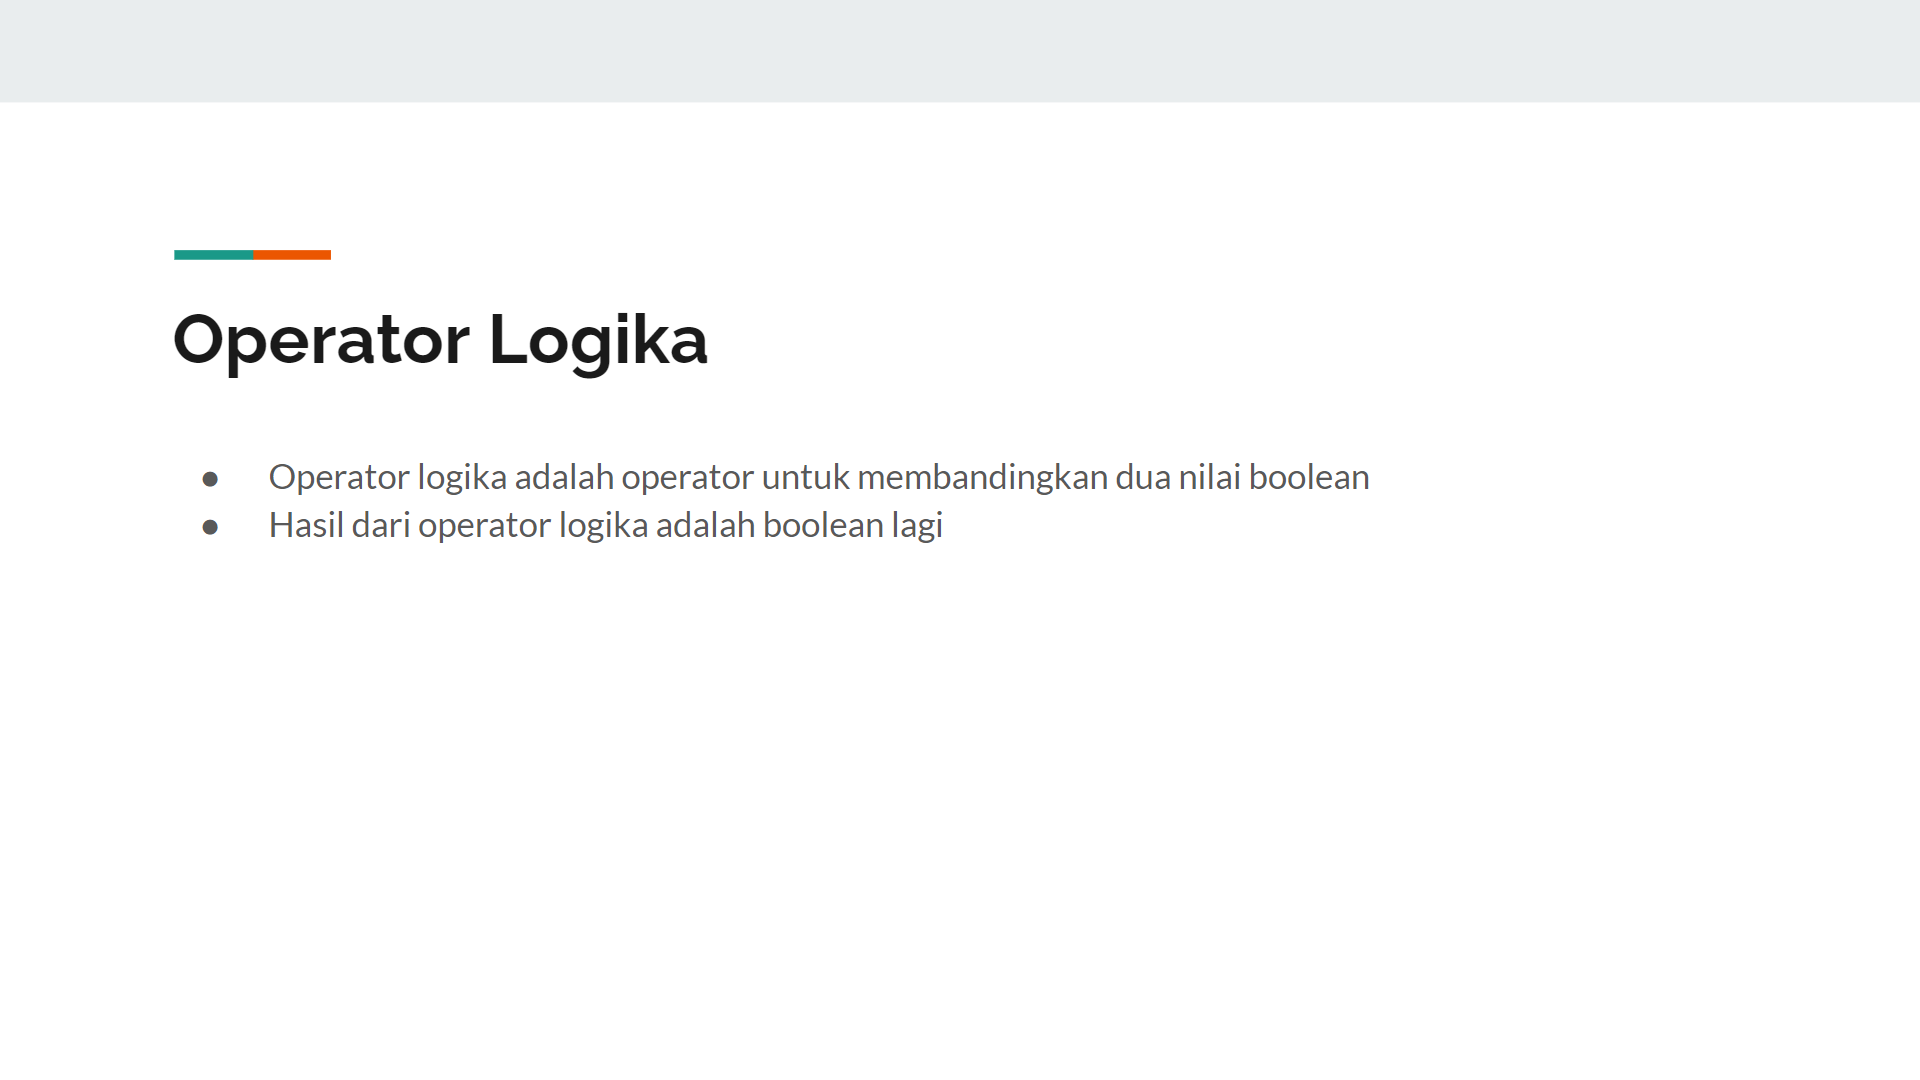 Operator Logika
● Operator logika adalah operator untuk membandingkan dua nilai boolean
● Hasil dari operator logika adalah boolean lagi